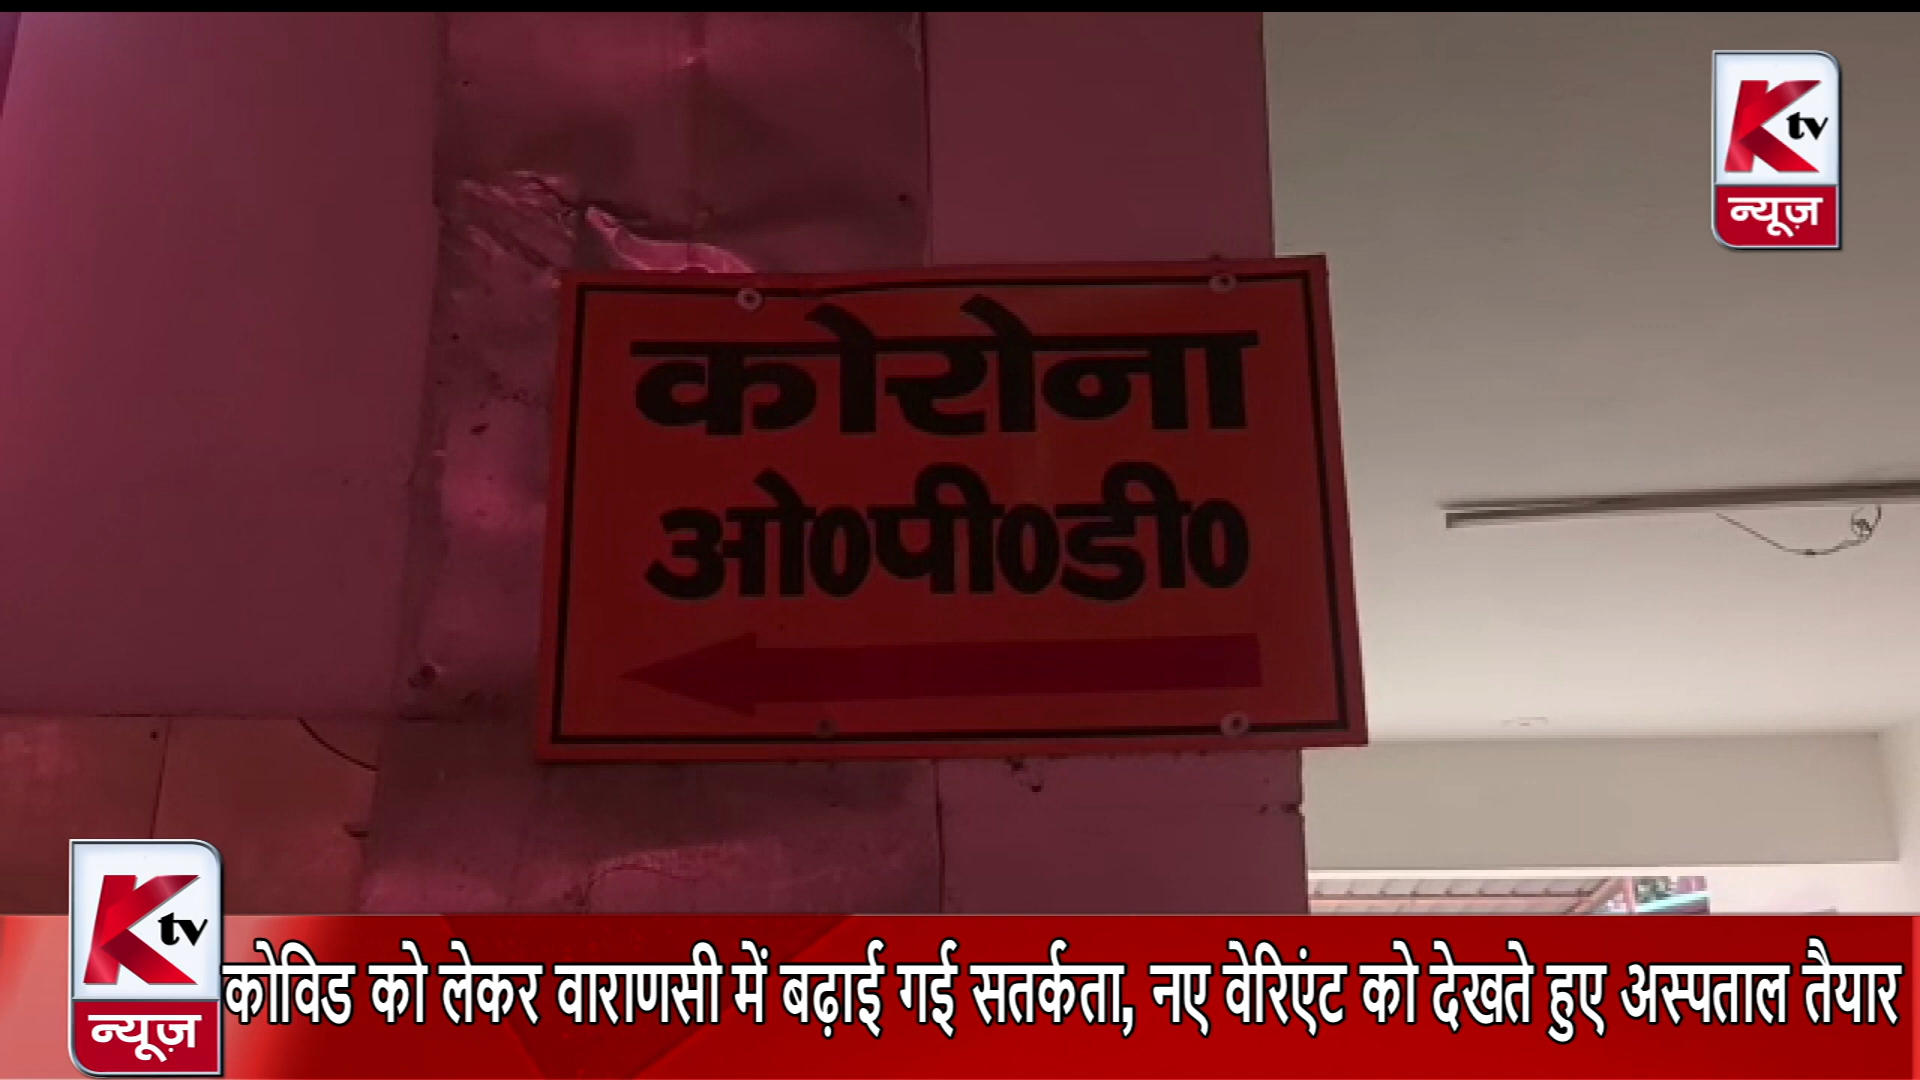 K tv
न्यूज़
कोरोना
ओ0पी0डी0
K tv
न्यूज़
कोविड को लेकर वाराणसी में बढ़ाई गई सतर्कता, नए वेरिएंट को देखते हुए अस्पताल तैयार